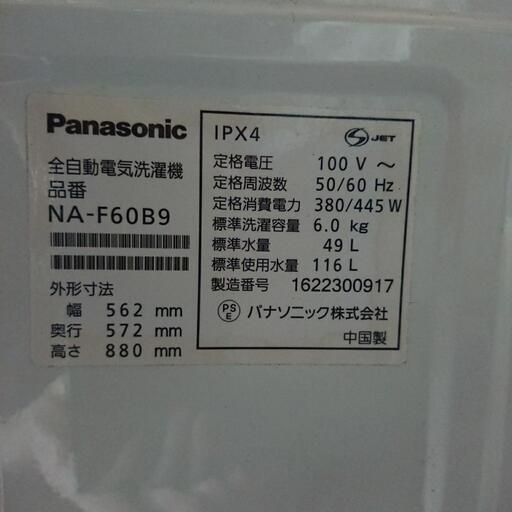 Panasonic
全自動電気洗濯機
品番
NA-F60B9
外形寸法
幅 562 mm
奥行 572 mm
高さ 880 mm
IPX4
S JET
定格電圧 100 V ～
定格周波数 50/60 Hz
定格消費電力 380/445 W
標準洗濯容量 6.0 kg
標準水量 49 L
標準使用水量 116 L
製造番号 1622300917
PSE パナソニック株式会社
中国製